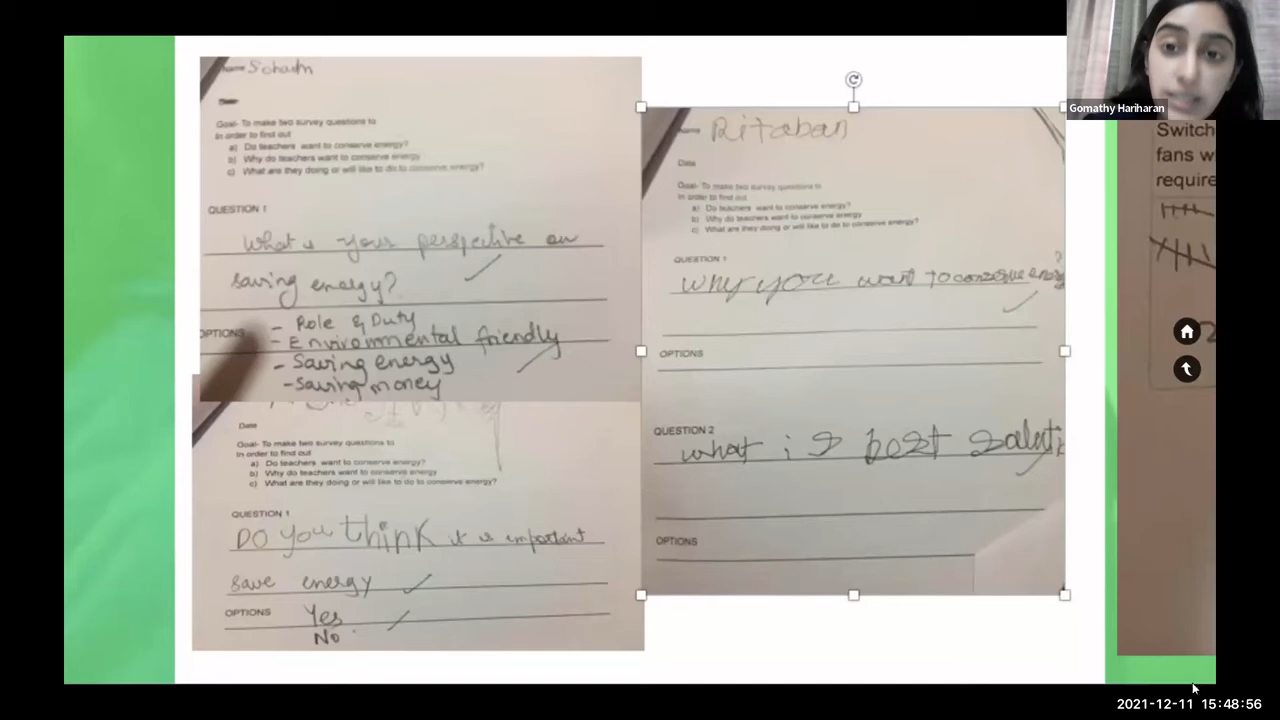 Name Soham
Date
Goal- To make two survey questions to
In order to find out
a) Do teachers want to conserve energy?
b) Why do teachers want to conserve energy
c) What are they doing or will like to do to conserve energy?
QUESTION 1
What is your perspective on
saving energy?
OPTIONS
- Role & Duty
- Environmental friendly
- Saving energy
- Saving money
Date
Goal- To make two survey questions to
In order to find out
a) Do teachers want to conserve energy?
b) Why do teachers want to conserve energy
c) What are they doing or will like to do to conserve energy?
QUESTION 1
Do you think it is important
save energy
OPTIONS
Yes
No
Name Ritaban
Date
Goal- To make two survey questions to
In order to find out
a) Do teachers want to conserve energy?
b) Why do teachers want to conserve energy
c) What are they doing or will like to do to conserve energy?
QUESTION 1
why you want to conserve energy?
OPTIONS
QUESTION 2
what is best
OPTIONS
Gomathy Hariharan
Switch
fans w
require
2021-12-11 15:48:56